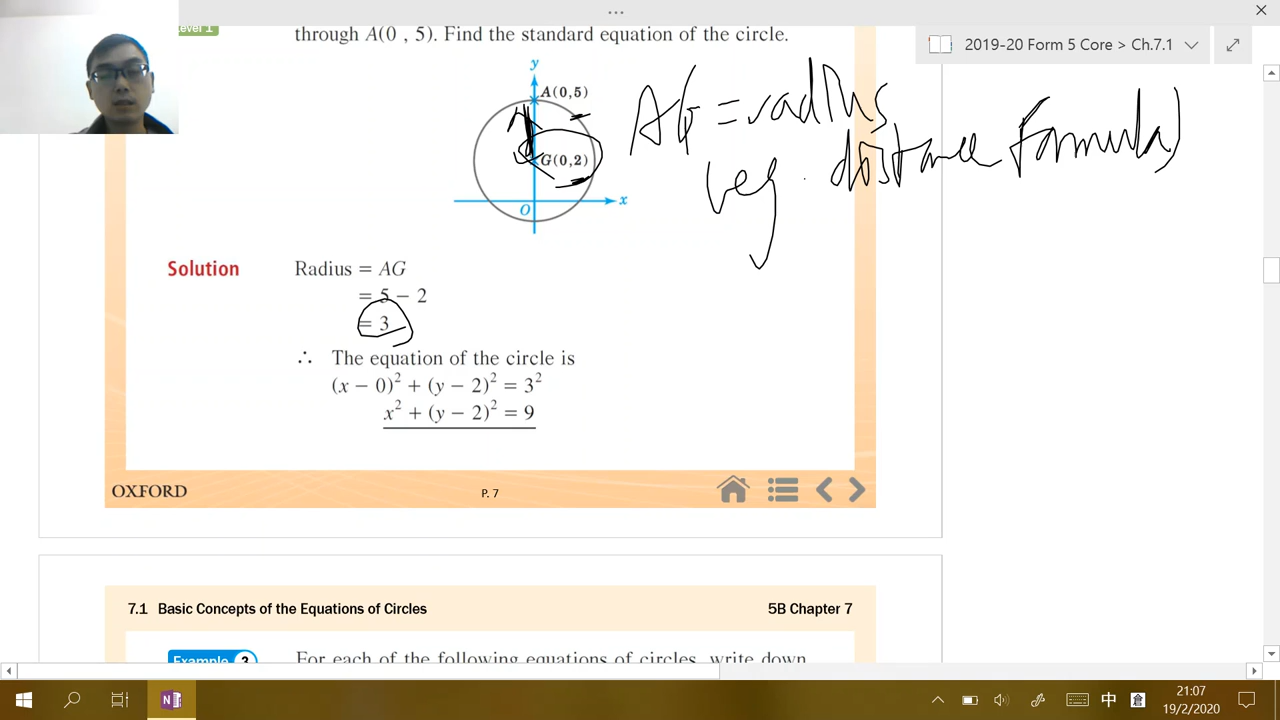 2019-20 Form 5 Core > Ch.7.1
Level 1
through A(0 , 5). Find the standard equation of the circle.
y
A(0,5)
G(0,2)
O
x
AG = radius
(eg. distance formula)
Solution
Radius = AG
= 5 − 2
= 3
∴ The equation of the circle is
(x − 0)² + (y − 2)² = 3²
x² + (y − 2)² = 9
OXFORD
P. 7
7.1 Basic Concepts of the Equations of Circles
5B Chapter 7
Example 3
For each of the following equations of circles, write down
中
倉
21:07
19/2/2020